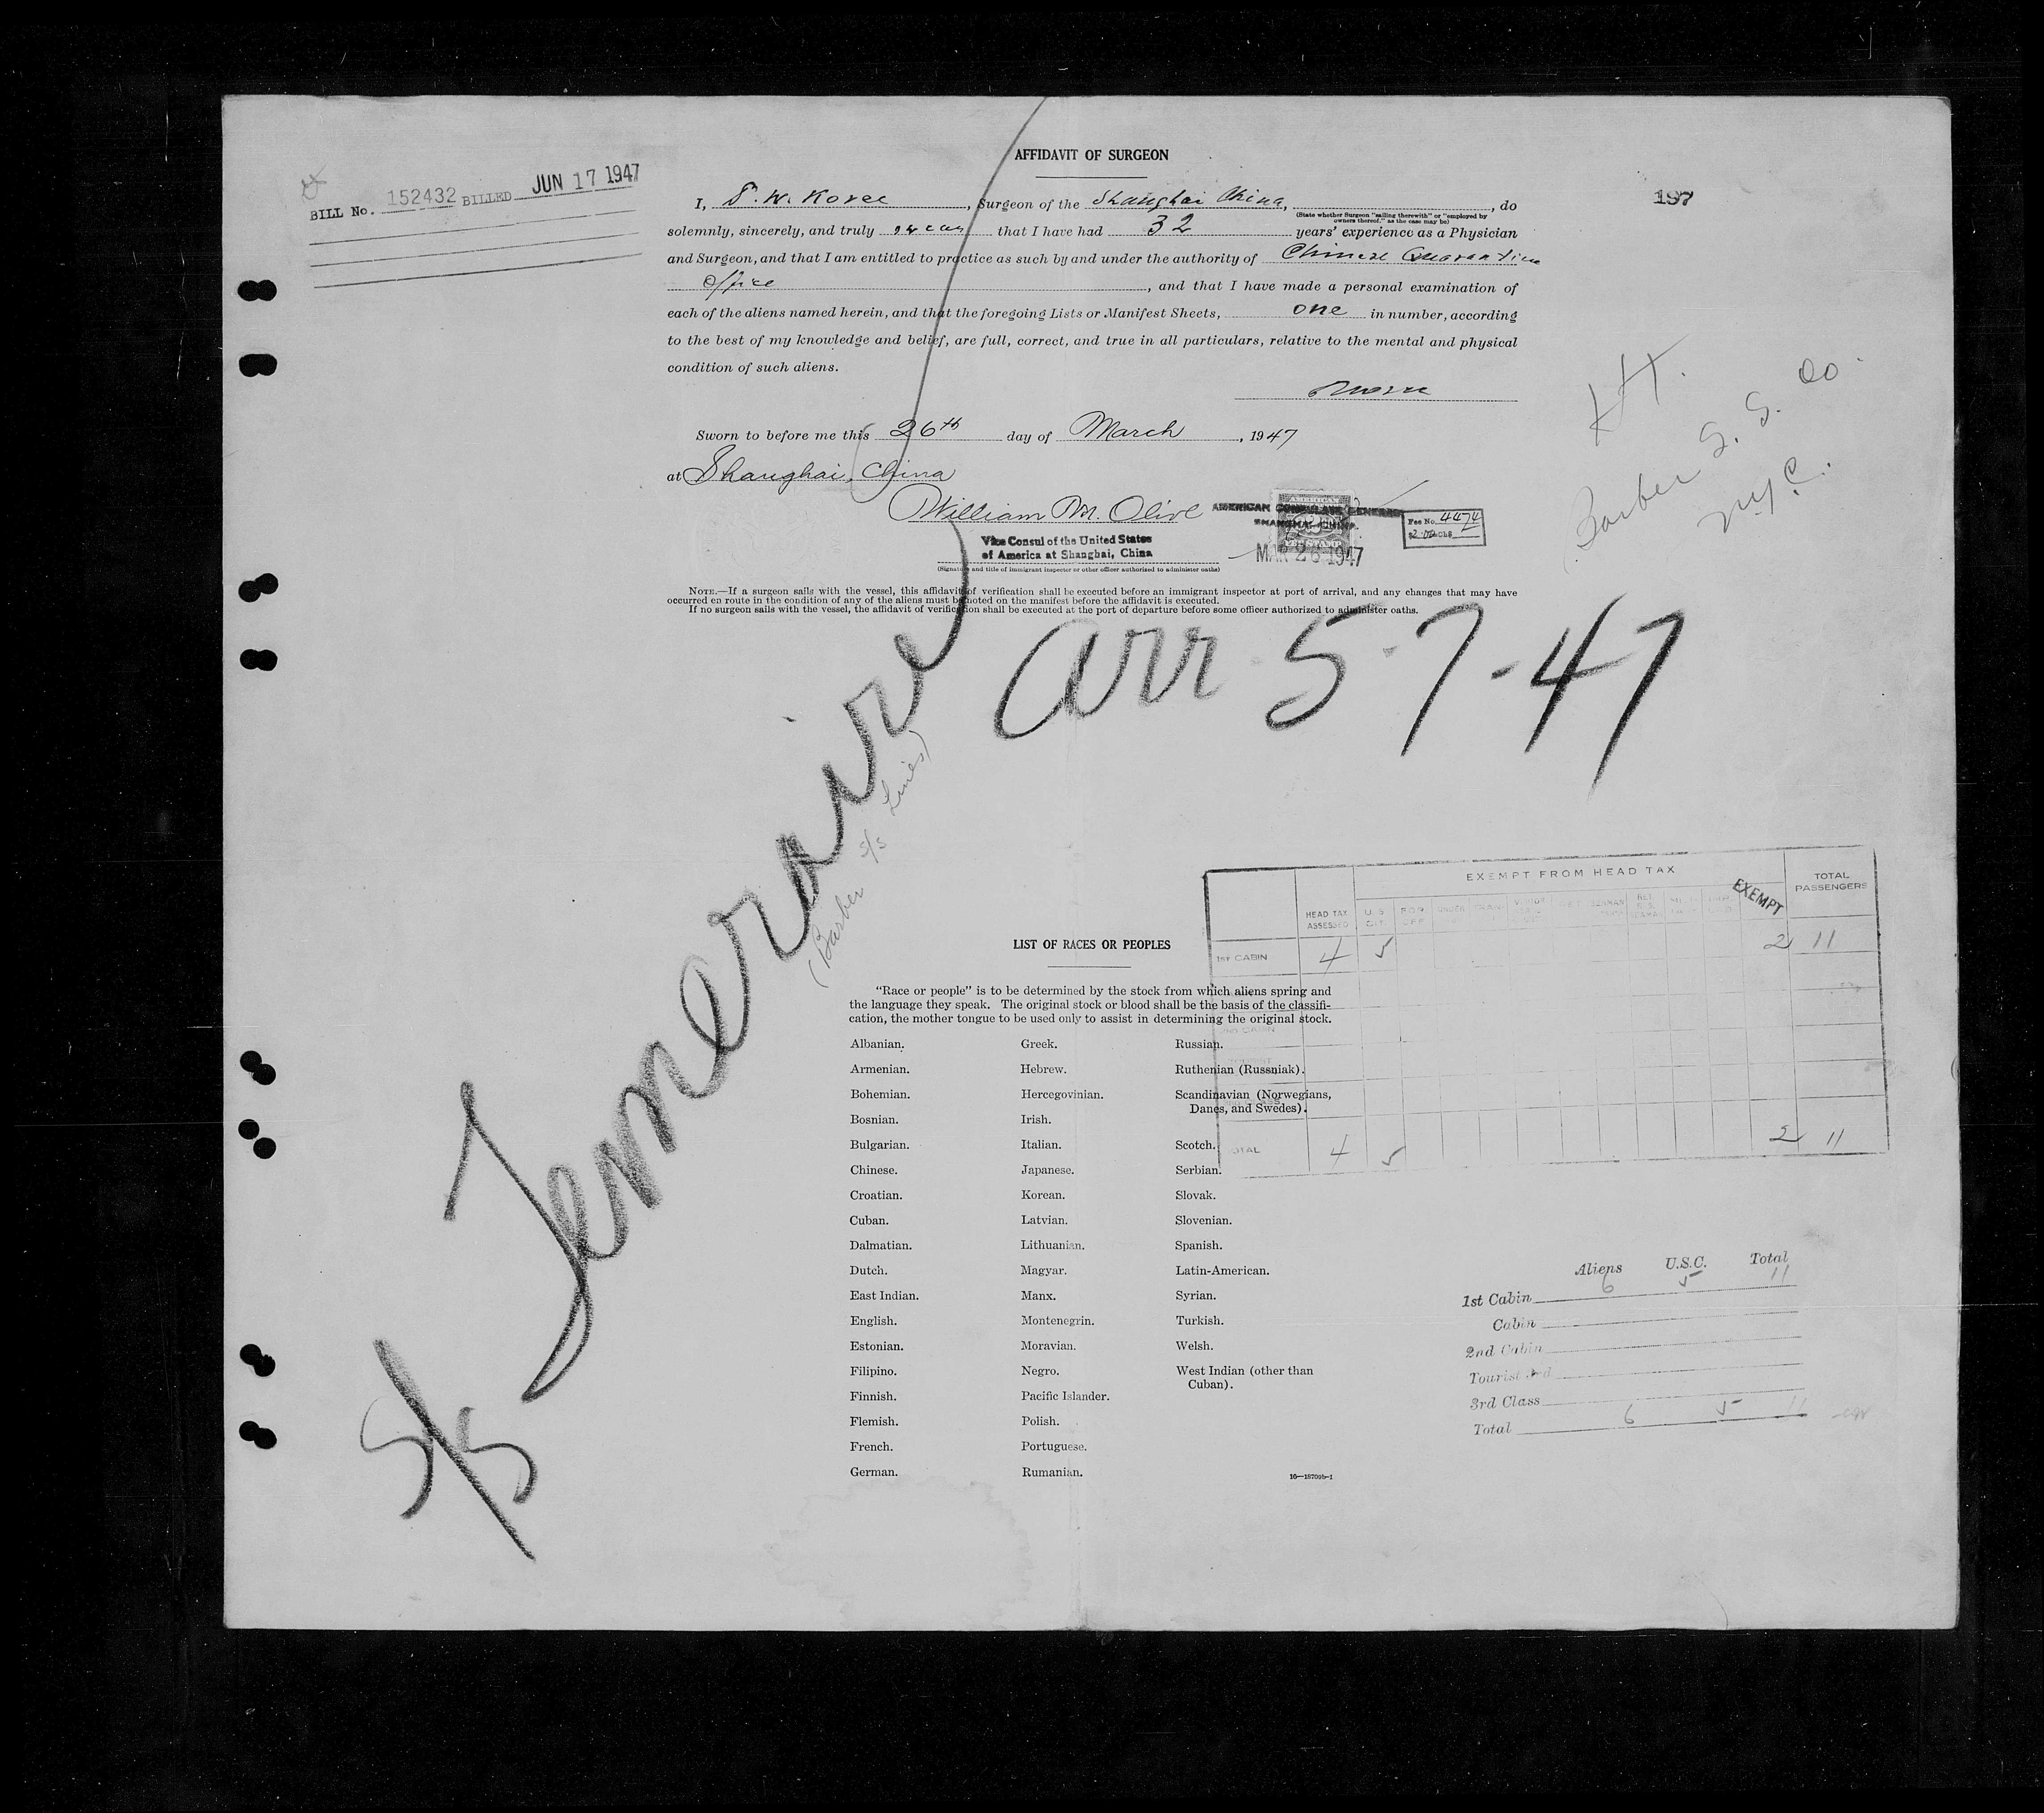 AFFIDAVIT OF SURGEON
BILL No. 152432 BILLED JUN 17 1947
197
I, , Surgeon of the Shanghai China, , do
(State whether Surgeon "sailing therewith" or "employed by
owners thereof," as the case may be)
solemnly, sincerely, and truly swear that I have had 32 years' experience as a Physician
and Surgeon, and that I am entitled to practice as such by and under the authority of Chinese Quarantine
Office , and that I have made a personal examination of
each of the aliens named herein, and that the foregoing Lists or Manifest Sheets, one in number, according
to the best of my knowledge and belief, are full, correct, and true in all particulars, relative to the mental and physical
condition of such aliens.
Sworn to before me this 26th day of March , 1947
at Shanghai, China
William M. Olive
Vice Consul of the United States
of America at Shanghai, China
(Signature and title of immigrant inspector or other officer authorized to administer oaths)
AMERICAN CONSULATE GENERAL
SHANGHAI, CHINA.
MAR 26 1947
Fee No. 4474
Barber S. S. Co.
N.Y.C.
NOTE.—If a surgeon sails with the vessel, this affidavit of verification shall be executed before an immigrant inspector at port of arrival, and any changes that may have
occurred en route in the condition of any of the aliens must be noted on the manifest before the affidavit is executed.
If no surgeon sails with the vessel, the affidavit of verification shall be executed at the port of departure before some officer authorized to administer oaths.
arr 5-7-47
S/S Temeraire
(Barber S/S Lines)
EXEMPT FROM HEAD TAX
HEAD TAX
ASSESSED
U.S.
CIT
FOR
OFF
EXEMPT
TOTAL
PASSENGERS
1ST CABIN 4 5 2 11
2ND CABIN
TOURIST
TOTAL 4 5 2 11
LIST OF RACES OR PEOPLES
"Race or people" is to be determined by the stock from which aliens spring and
the language they speak. The original stock or blood shall be the basis of the classifi-
cation, the mother tongue to be used only to assist in determining the original stock.
Albanian. Greek. Russian.
Armenian. Hebrew. Ruthenian (Russniak).
Bohemian. Hercegovinian. Scandinavian (Norwegians,
Danes, and Swedes).
Bosnian. Irish.
Bulgarian. Italian. Scotch.
Chinese. Japanese. Serbian.
Croatian. Korean. Slovak.
Cuban. Latvian. Slovenian.
Dalmatian. Lithuanian. Spanish.
Dutch. Magyar. Latin-American.
East Indian. Manx. Syrian.
English. Montenegrin. Turkish.
Estonian. Moravian. Welsh.
Filipino. Negro. West Indian (other than
Cuban).
Finnish. Pacific Islander.
Flemish. Polish.
French. Portuguese.
German. Rumanian.
16—18709b-1
Aliens U.S.C. Total
1st Cabin 6 5 11
Cabin
2nd Cabin
Tourist 3rd
3rd Class
Total 6 5 11